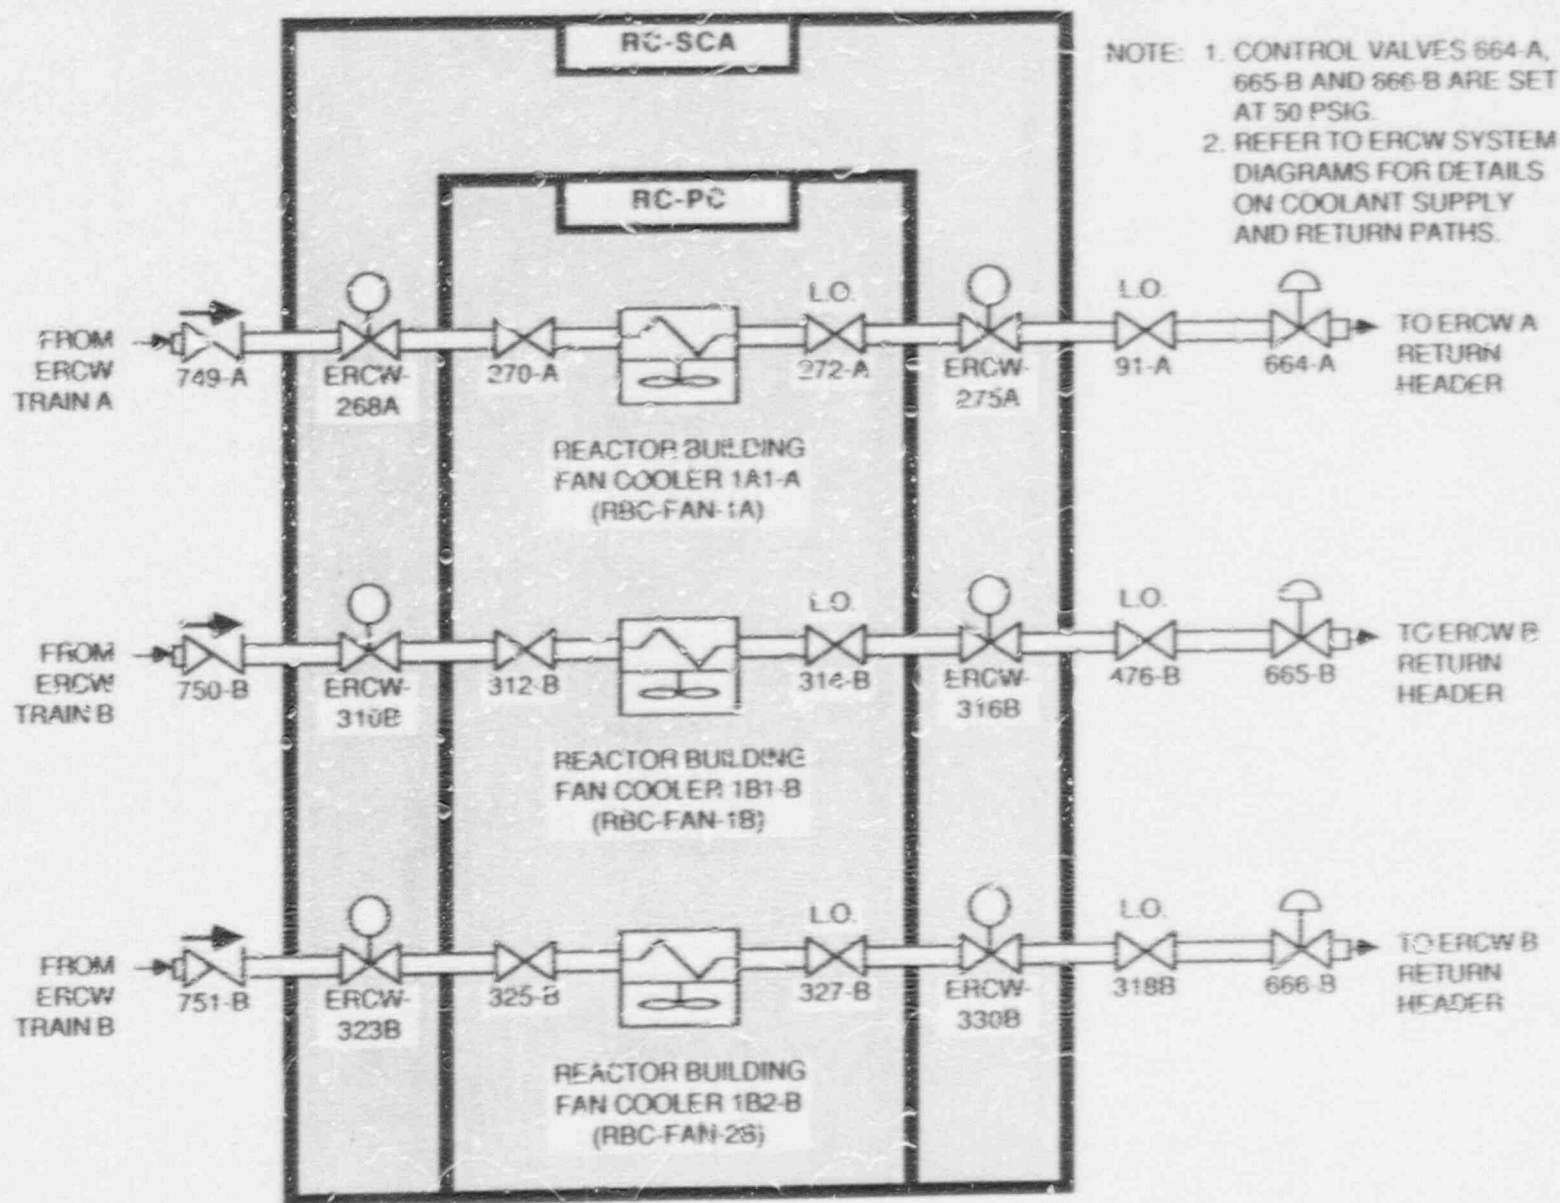 RC-SCA
NOTE: 1. CONTROL VALVES 664-A,
665-B AND 666-B ARE SET
AT 50 PSIG.
2. REFER TO ERCW SYSTEM
DIAGRAMS FOR DETAILS
ON COOLANT SUPPLY
AND RETURN PATHS.
RC-PC
FROM
ERCW
TRAIN A
749-A
ERCW-
268A
270-A
L.O.
272-A
ERCW-
275A
L.O.
91-A
664-A
TO ERCW A
RETURN
HEADER
REACTOR BUILDING
FAN COOLER 1A1-A
(RBC-FAN-1A)
FROM
ERCW
TRAIN B
750-B
ERCW-
310B
312-B
L.O.
314-B
ERCW-
316B
L.O.
476-B
665-B
TO ERCW B
RETURN
HEADER
REACTOR BUILDING
FAN COOLER 1B1-B
(RBC-FAN-1B)
FROM
ERCW
TRAIN B
751-B
ERCW-
323B
325-B
L.O.
327-B
ERCW-
330B
L.O.
318B
666-B
TO ERCW B
RETURN
HEADER
REACTOR BUILDING
FAN COOLER 1B2-B
(RBC-FAN-2B)